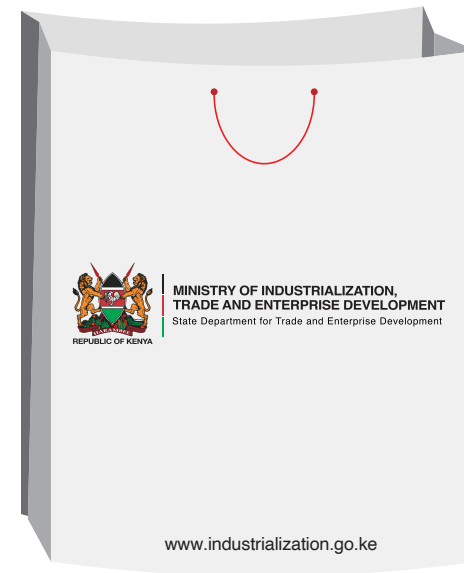 MINISTRY OF INDUSTRIALIZATION,
TRADE AND ENTERPRISE DEVELOPMENT
State Department for Trade and Enterprise Development
HARAMBEE
REPUBLIC OF KENYA
www.industrialization.go.ke